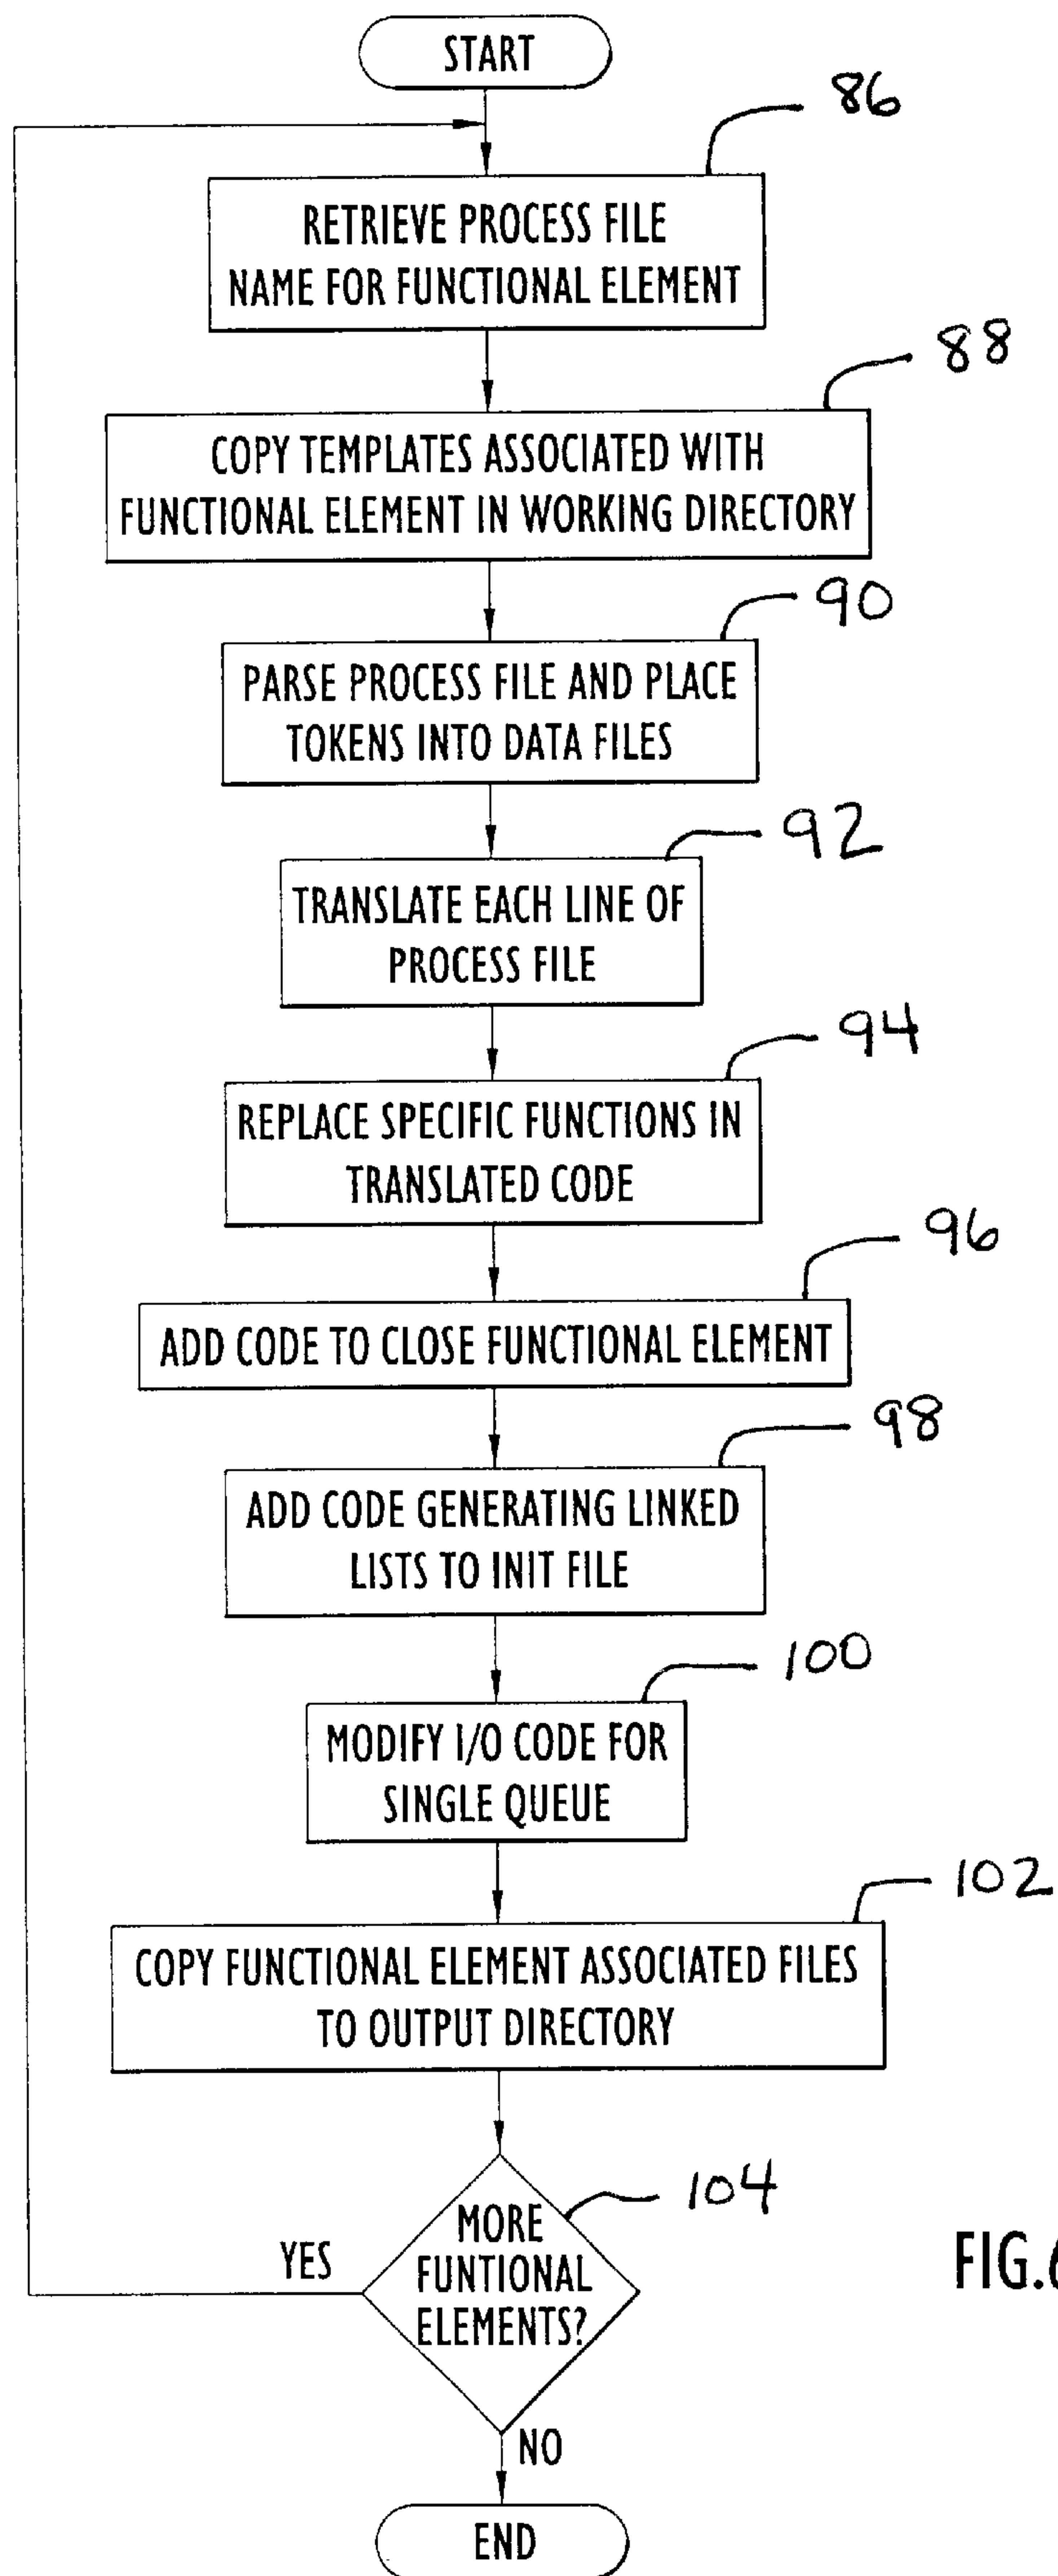 START
86
RETRIEVE PROCESS FILE
NAME FOR FUNCTIONAL ELEMENT
88
COPY TEMPLATES ASSOCIATED WITH
FUNCTIONAL ELEMENT IN WORKING DIRECTORY
90
PARSE PROCESS FILE AND PLACE
TOKENS INTO DATA FILES
92
TRANSLATE EACH LINE OF
PROCESS FILE
94
REPLACE SPECIFIC FUNCTIONS IN
TRANSLATED CODE
96
ADD CODE TO CLOSE FUNCTIONAL ELEMENT
98
ADD CODE GENERATING LINKED
LISTS TO INIT FILE
100
MODIFY I/O CODE FOR
SINGLE QUEUE
102
COPY FUNCTIONAL ELEMENT ASSOCIATED FILES
TO OUTPUT DIRECTORY
104
MORE
FUNTIONAL
ELEMENTS?
YES
FIG.6
NO
END